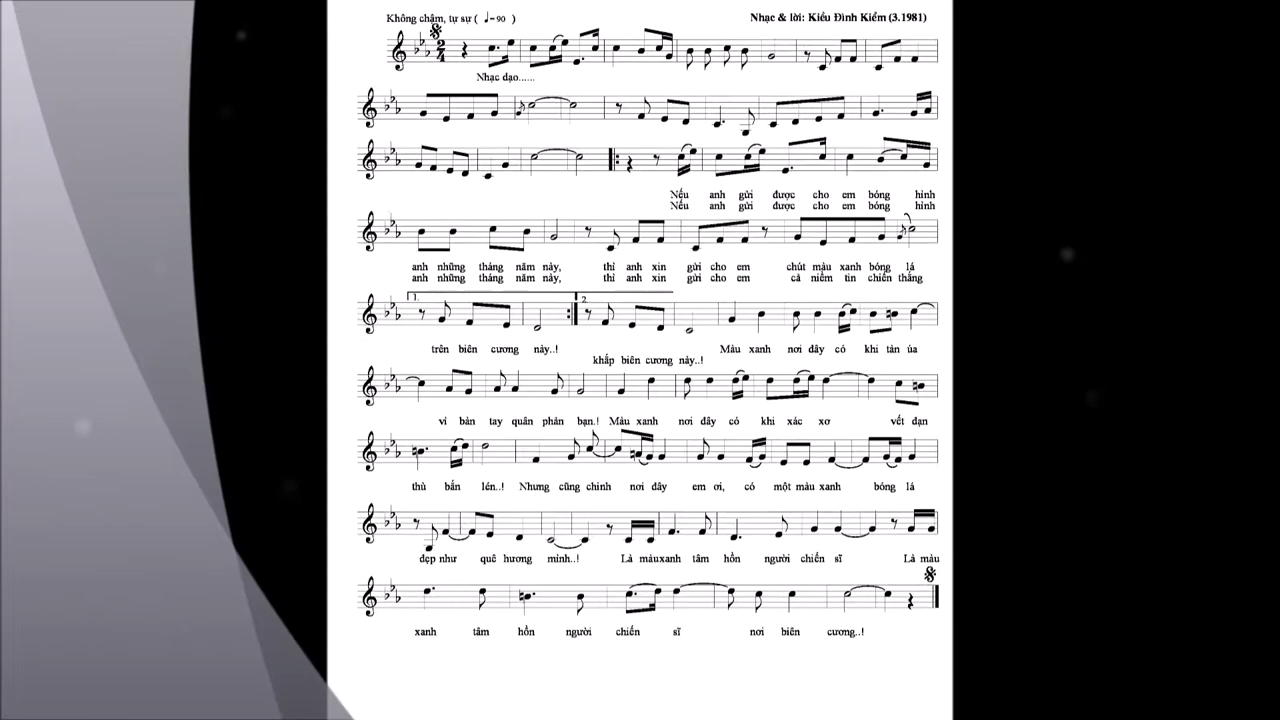 Không chậm, tự sự ( ♩=90 )
Nhạc & lời: Kiều Đình Kiểm (3.1981)
2
4
Nhạc dạo......
Nếu anh gửi được cho em bóng hình
Nếu anh gửi được cho em bóng hình
anh những tháng năm này, thì anh xin gửi cho em chút mầu xanh bóng lá
anh những tháng năm này, thì anh xin gửi cho em cả niềm tin chiến thắng
1. 2.
trên biên cương này..! Màu xanh nơi đây có khi tàn úa
khắp biên cương này..!
vì bàn tay quân phản bạn.! Màu xanh nơi đây có khi xác xơ vết đạn
thù bắn lén..! Nhưng cũng chính nơi đây em ơi, có một màu xanh bóng lá
đẹp như quê hương mình..! Là màuxanh tâm hồn người chiến sĩ Là màu
xanh tâm hồn người chiến sĩ nơi biên cương..!